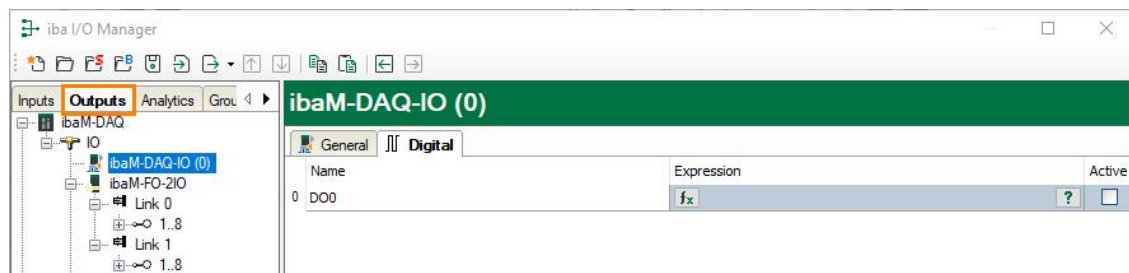 iba I/O Manager
Inputs Outputs Analytics Grou
ibaM-DAQ
IO
ibaM-DAQ-IO (0)
ibaM-FO-2IO
Link 0
1..8
Link 1
1..8
ibaM-DAQ-IO (0)
General Digital
Name Expression Active
0 DO0 fx ?